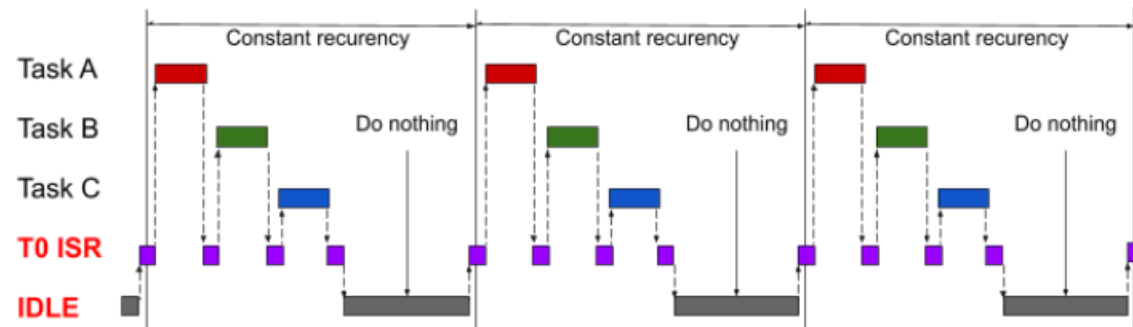 Constant recurency Constant recurency Constant recurency
Task A
Task B Do nothing Do nothing Do nothing
Task C
T0 ISR
IDLE